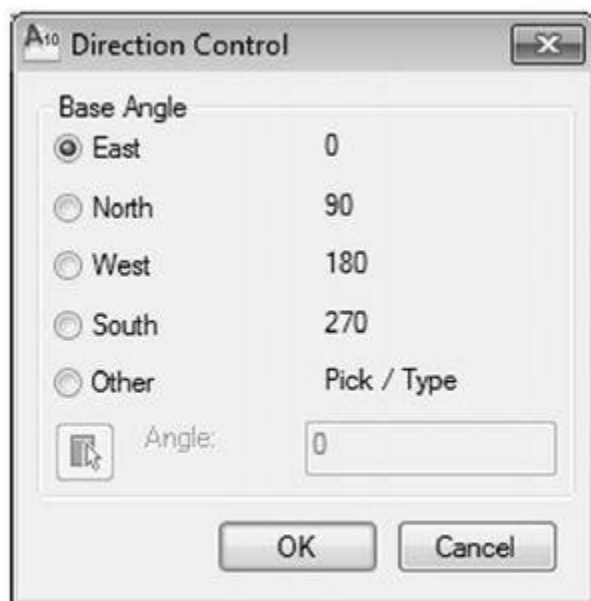 A10 Direction Control
Base Angle
East 0
North 90
West 180
South 270
Other Pick / Type
Angle: 0
OK Cancel